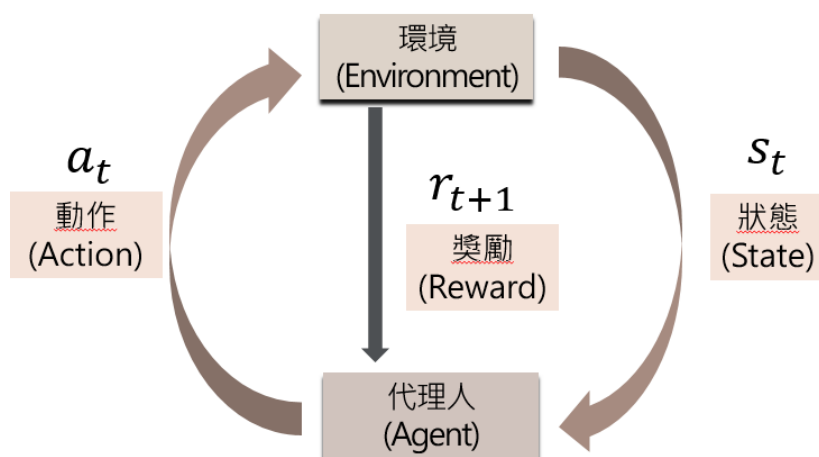 環境
(Environment)
a_t
動作
(Action)
r_{t+1}
獎勵
(Reward)
s_t
狀態
(State)
代理人
(Agent)